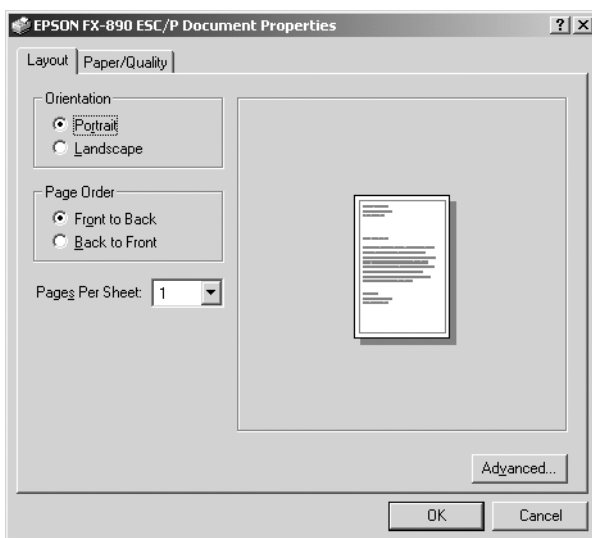 EPSON FX-890 ESC/P Document Properties
Layout
Paper/Quality
Orientation
Portrait
Landscape
Page Order
Front to Back
Back to Front
Pages Per Sheet: 1
Advanced...
OK
Cancel